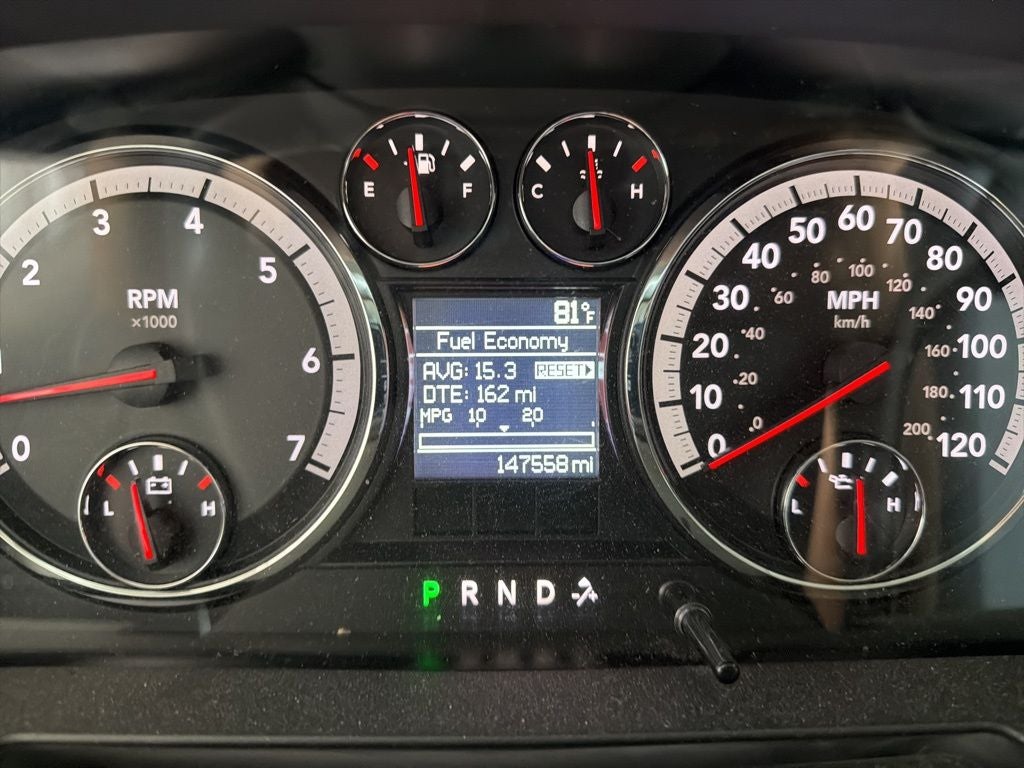 E F
C H
0
2
3
4
5
6
7
RPM
×1000
L H
81°F
Fuel Economy
AVG: 15.3 RESET
DTE: 162 mi
MPG 10 20
147558 mi
P R N D
0
10
20
30
40
50
60
70
80
90
100
110
120
MPH
km/h
0
20
40
60
80
100
120
140
160
180
200
L H